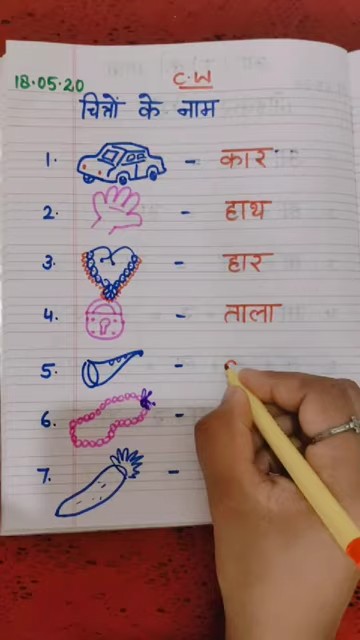 18.05.20
C.W
चित्रों के नाम
1. - कार
2. - हाथ
3. - हार
4. - ताला
5. -
6. -
7. -